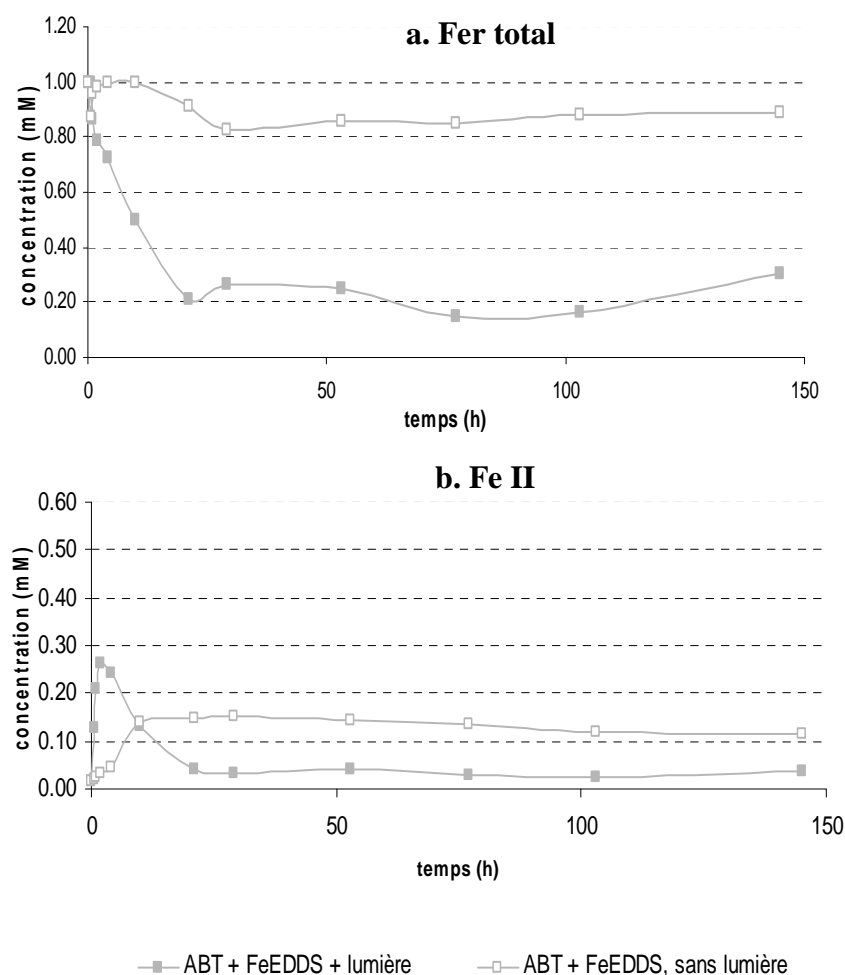 a. Fer total
concentration (mM)
1.20
1.00
0.80
0.60
0.40
0.20
0.00
0 50 100 150
temps (h)
b. Fe II
concentration (mM)
0.60
0.50
0.40
0.30
0.20
0.10
0.00
0 50 100 150
temps (h)
ABT + FeEDDS + lumière ABT + FeEDDS, sans lumière